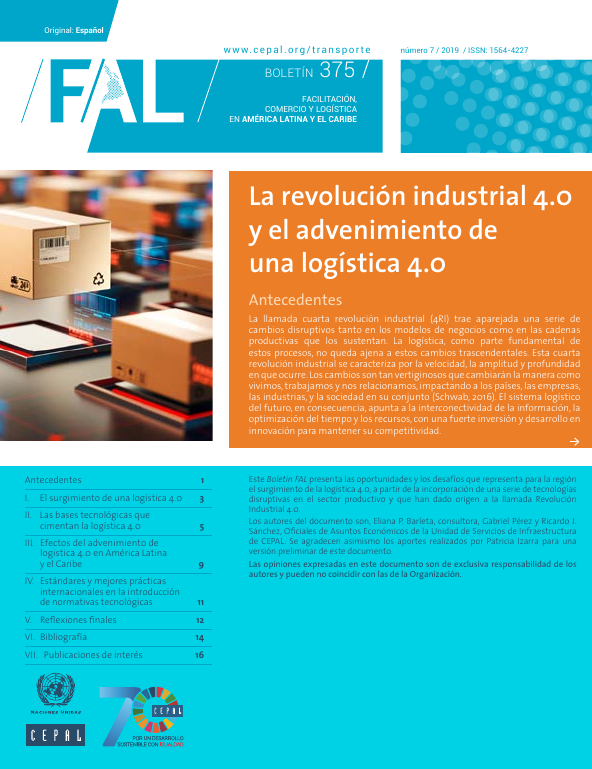 Original: Español
www.cepal.org/transporte
número 7 / 2019 / ISSN: 1564-4227
FAL
BOLETÍN 375 /
FACILITACIÓN,
COMERCIO Y LOGÍSTICA
EN AMÉRICA LATINA Y EL CARIBE
La revolución industrial 4.0
y el advenimiento de
una logística 4.0
Antecedentes
La llamada cuarta revolución industrial (4RI) trae aparejada una serie de
cambios disruptivos tanto en los modelos de negocios como en las cadenas
productivas que los sustentan. La logística, como parte fundamental de
estos procesos, no queda ajena a estos cambios trascendentales. Esta cuarta
revolución industrial se caracteriza por la velocidad, la amplitud y profundidad
en que ocurre. Los cambios son tan vertiginosos que cambiarán la manera como
vivimos, trabajamos y nos relacionamos, impactando a los países, las empresas,
las industrias, y la sociedad en su conjunto (Schwab, 2016). El sistema logístico
del futuro, en consecuencia, apunta a la interconectividad de la información, la
optimización del tiempo y los recursos, con una fuerte inversión y desarrollo en
innovación para mantener su competitividad.
Antecedentes 1
I. El surgimiento de una logística 4.0 3
II. Las bases tecnológicas que
cimentan la logística 4.0 5
III. Efectos del advenimiento de
logística 4.0 en América Latina
y el Caribe 9
IV. Estándares y mejores prácticas
internacionales en la introducción
de normativas tecnológicas 11
V. Reflexiones finales 12
VI. Bibliografía 14
VII. Publicaciones de interés 16
Este Boletín FAL presenta las oportunidades y los desafíos que representa para la región
el surgimiento de la logística 4.0, a partir de la incorporación de una serie de tecnologías
disruptivas en el sector productivo y que han dado origen a la llamada Revolución
Industrial 4.0.
Los autores del documento son, Eliana P. Barleta, consultora, Gabriel Pérez y Ricardo J.
Sánchez, Oficiales de Asuntos Económicos de la Unidad de Servicios de Infraestructura
de CEPAL. Se agradecen asimismo los aportes realizados por Patricia Izarra para una
versión preliminar de este documento.
Las opiniones expresadas en este documento son de exclusiva responsabilidad de los
autores y pueden no coincidir con las de la Organización.
NACIONES UNIDAS
CEPAL
70
CEPAL
POR UN DESARROLLO
SOSTENIBLE CON IGUALDAD